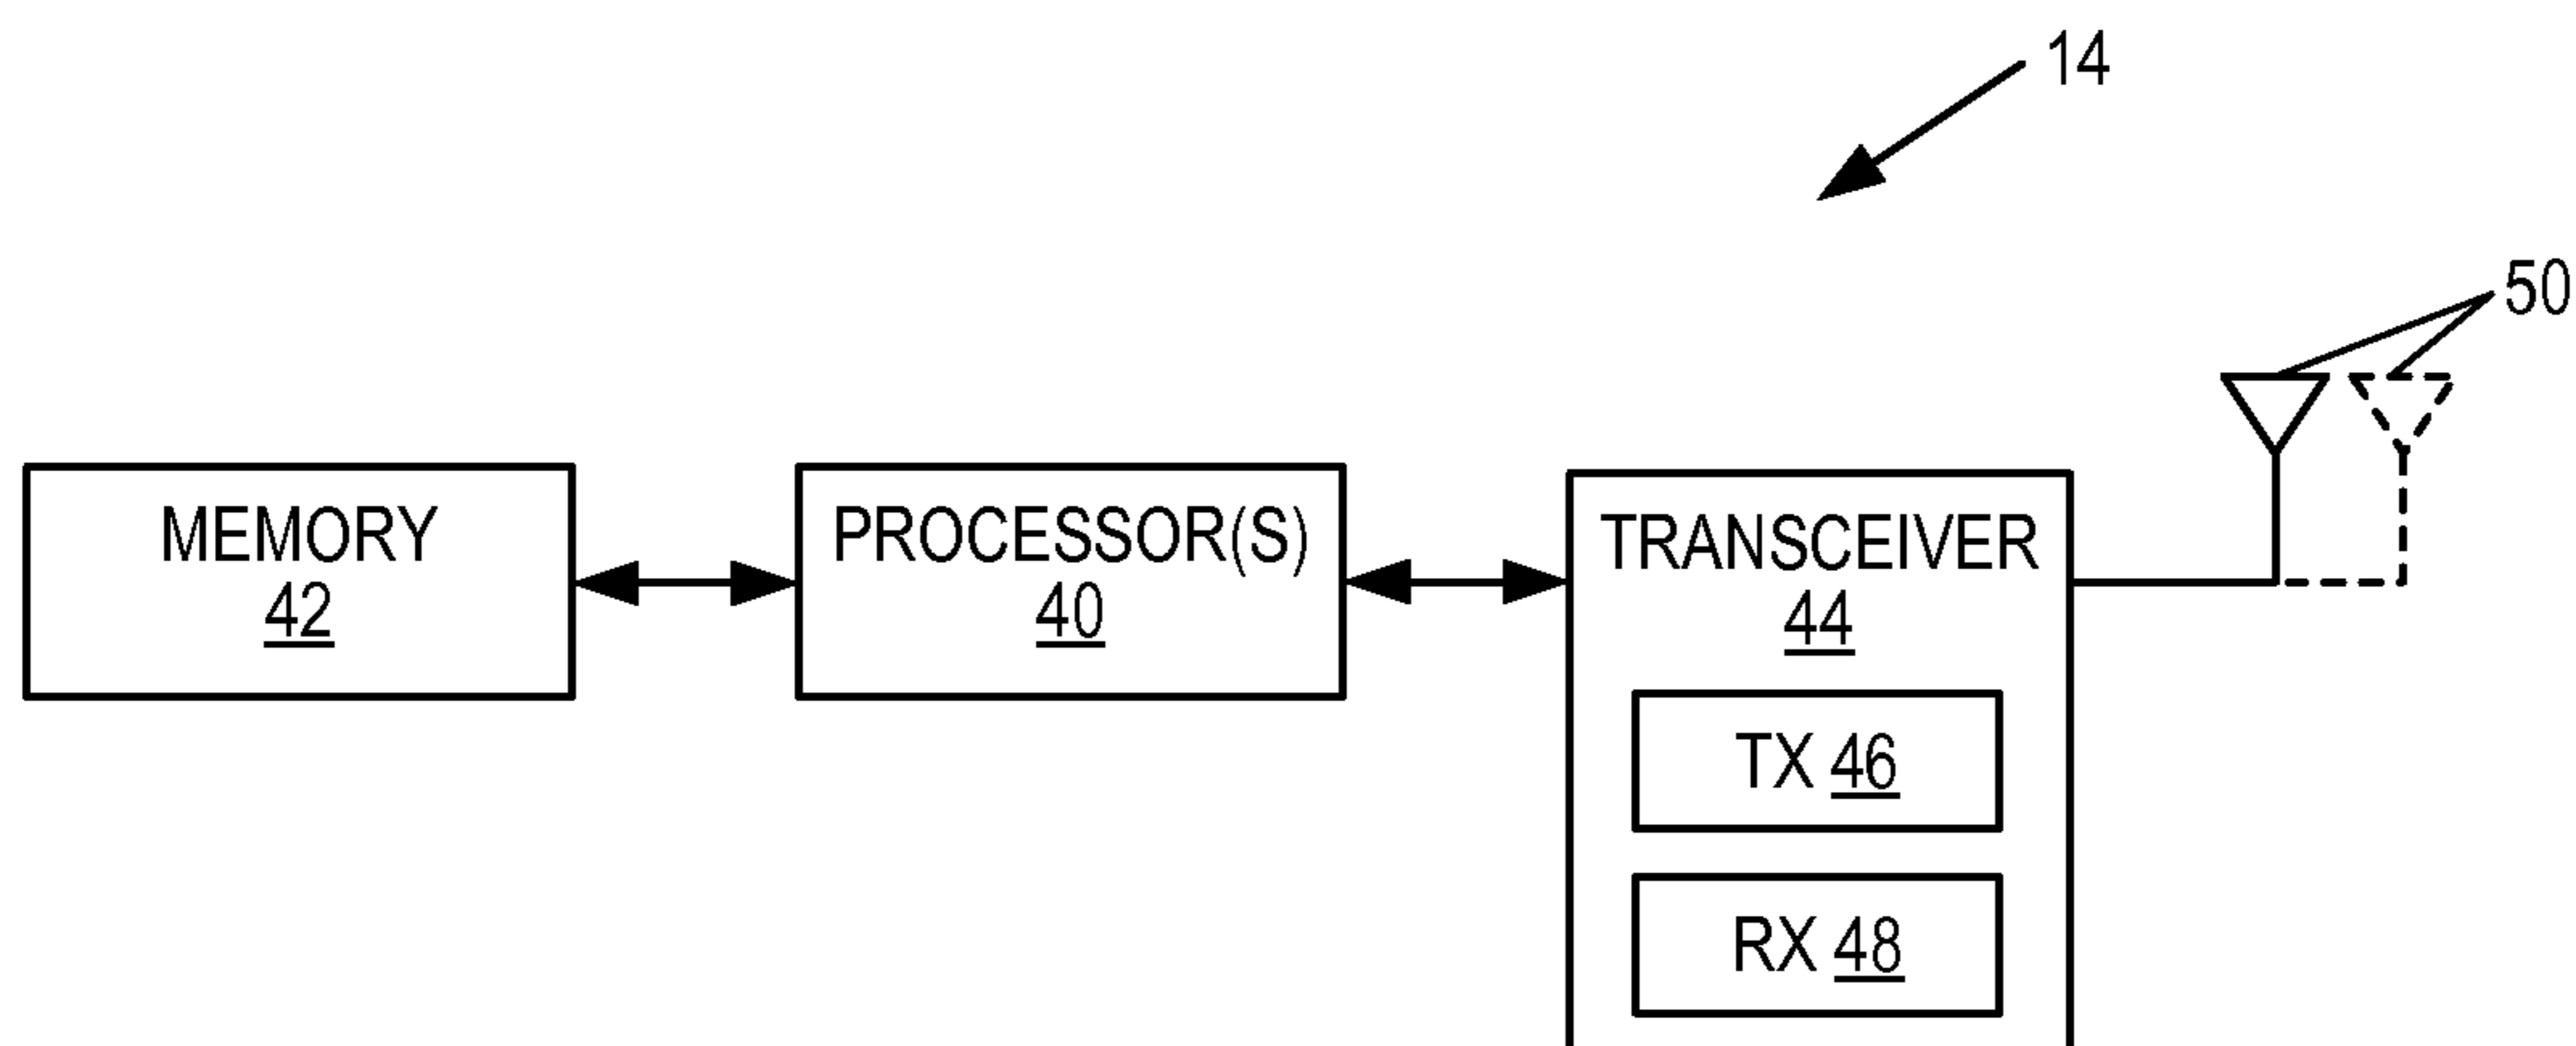 14
50
MEMORY
42
PROCESSOR(S)
40
TRANSCEIVER
44
TX 46
RX 48